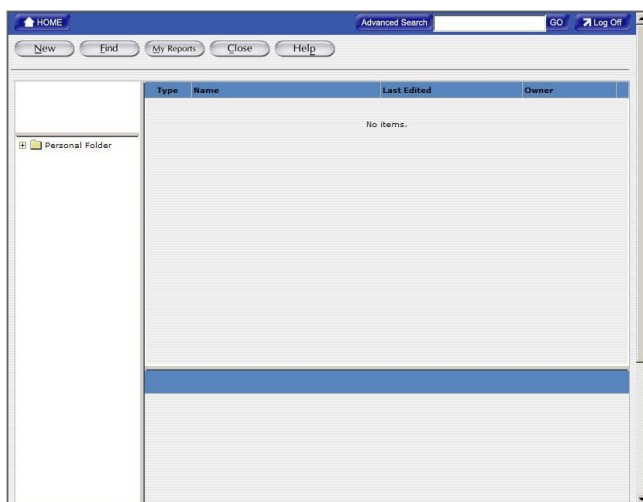 HOME Advanced Search GO Log Off
New Find My Reports Close Help
Type Name Last Edited Owner
No items.
Personal Folder